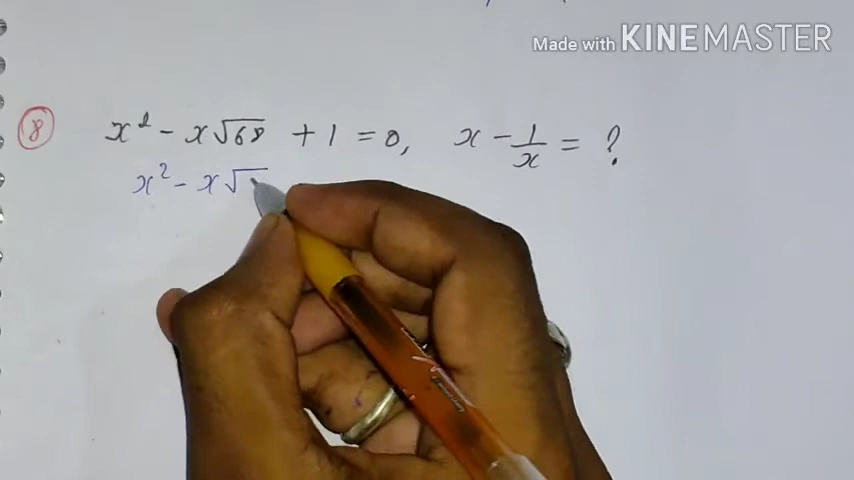 Made with KINEMASTER
8 x² - x√68 + 1 = 0, x - 1/x = ?
x² - x√